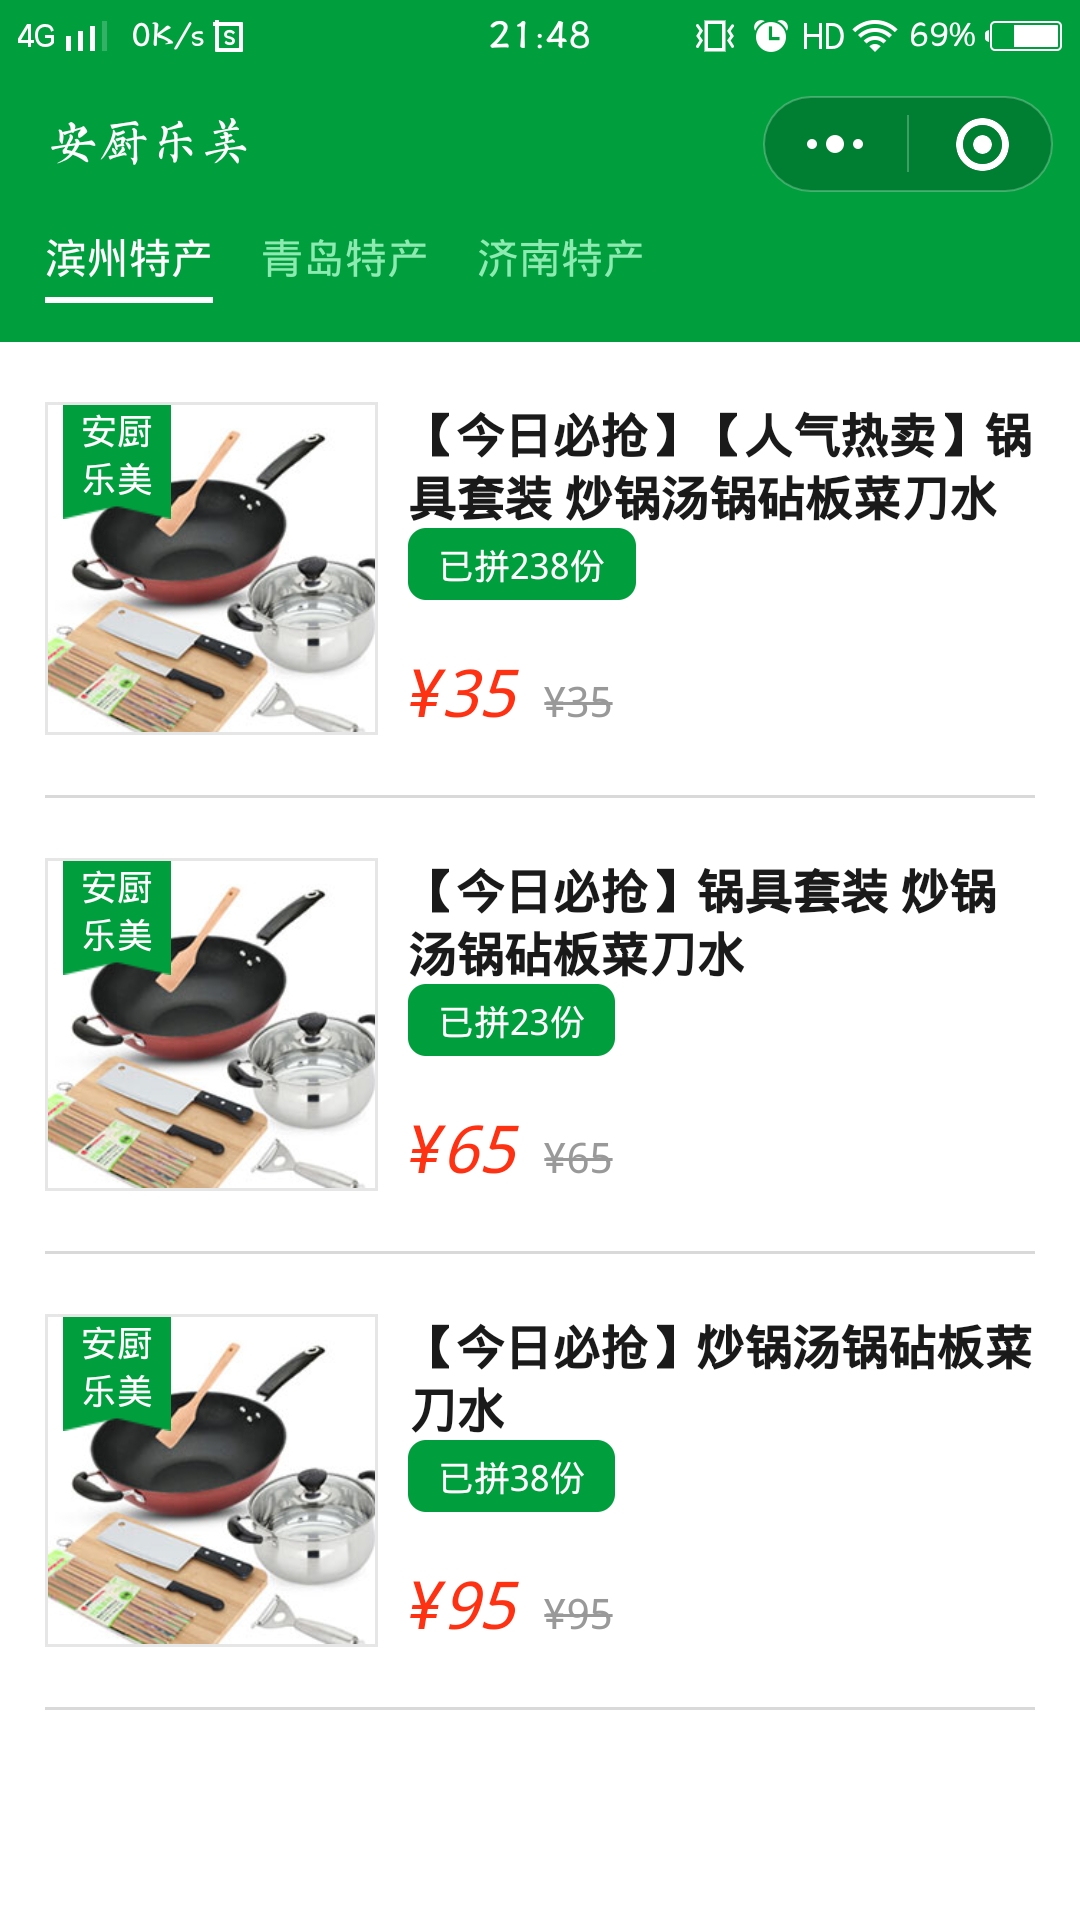 4G 0K/s 21:48 HD 69%
安厨乐美
滨州特产 青岛特产 济南特产
安厨
乐美
【今日必抢】【人气热卖】锅
具套装 炒锅汤锅砧板菜刀水
已拼238份
¥35 ¥35
安厨
乐美
【今日必抢】锅具套装 炒锅
汤锅砧板菜刀水
已拼23份
¥65 ¥65
安厨
乐美
【今日必抢】炒锅汤锅砧板菜
刀水
已拼38份
¥95 ¥95